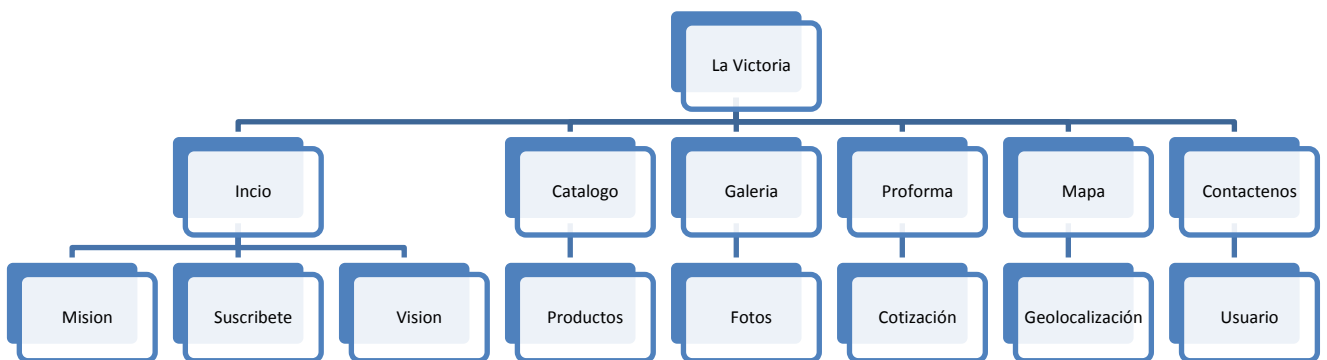 La Victoria
Incio
Catalogo
Galeria
Proforma
Mapa
Contactenos
Mision
Suscribete
Vision
Productos
Fotos
Cotización
Geolocalización
Usuario